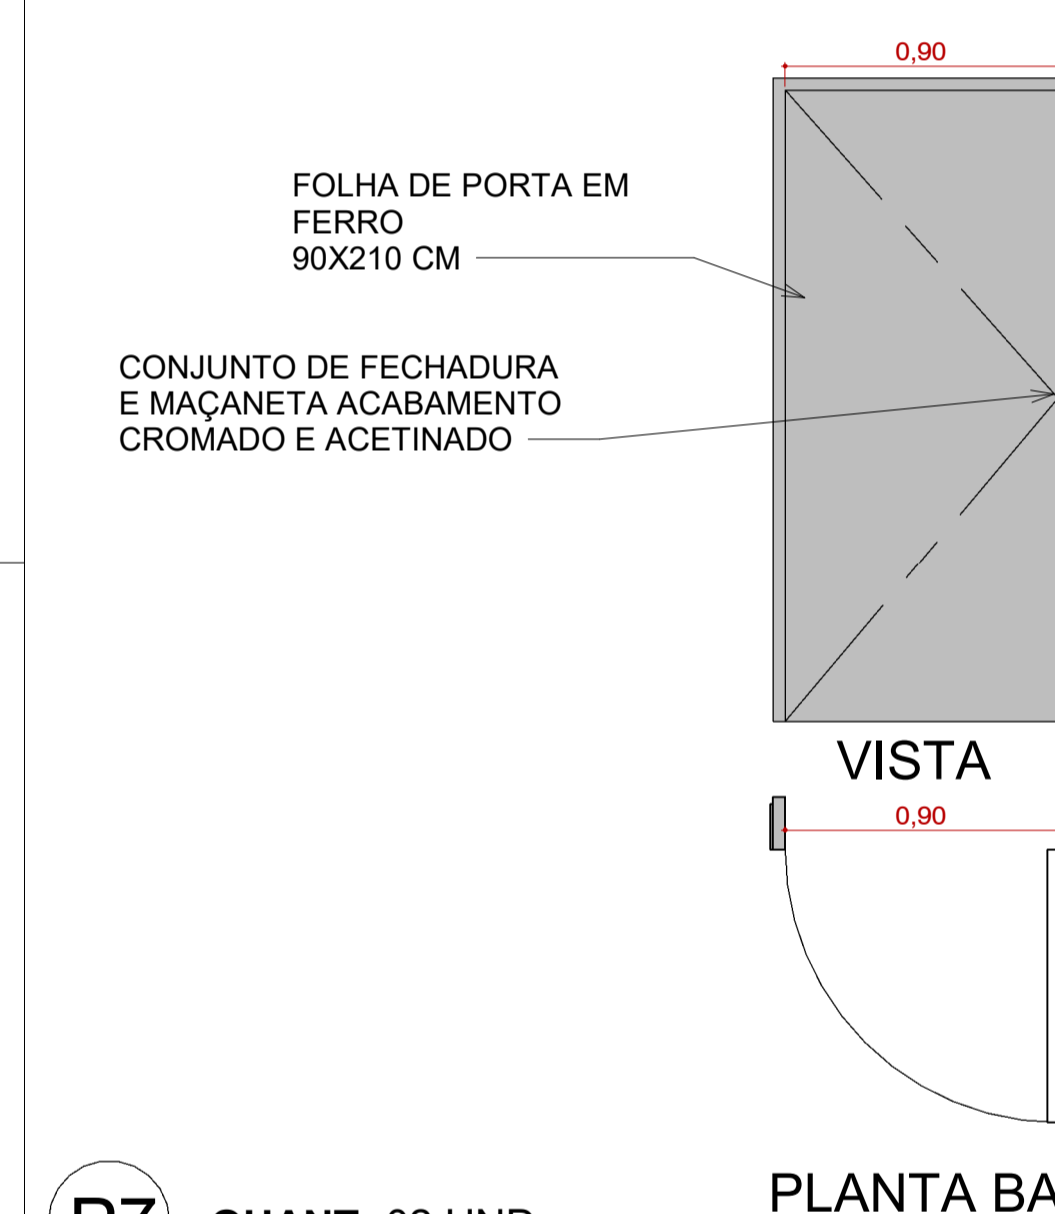 0,90
FOLHA DE PORTA EM
FERRO
90X210 CM
CONJUNTO DE FECHADURA
E MAÇANETA ACABAMENTO
CROMADO E ACETINADO
VISTA
0,90
PLANTA